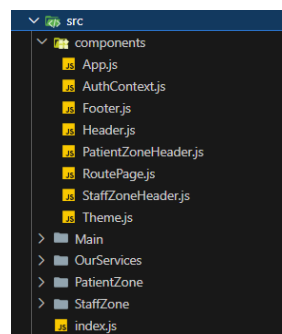 src
components
App.js
AuthContext.js
Footer.js
Header.js
PatientZoneHeader.js
RoutePage.js
StaffZoneHeader.js
Theme.js
Main
OurServices
PatientZone
StaffZone
index.js